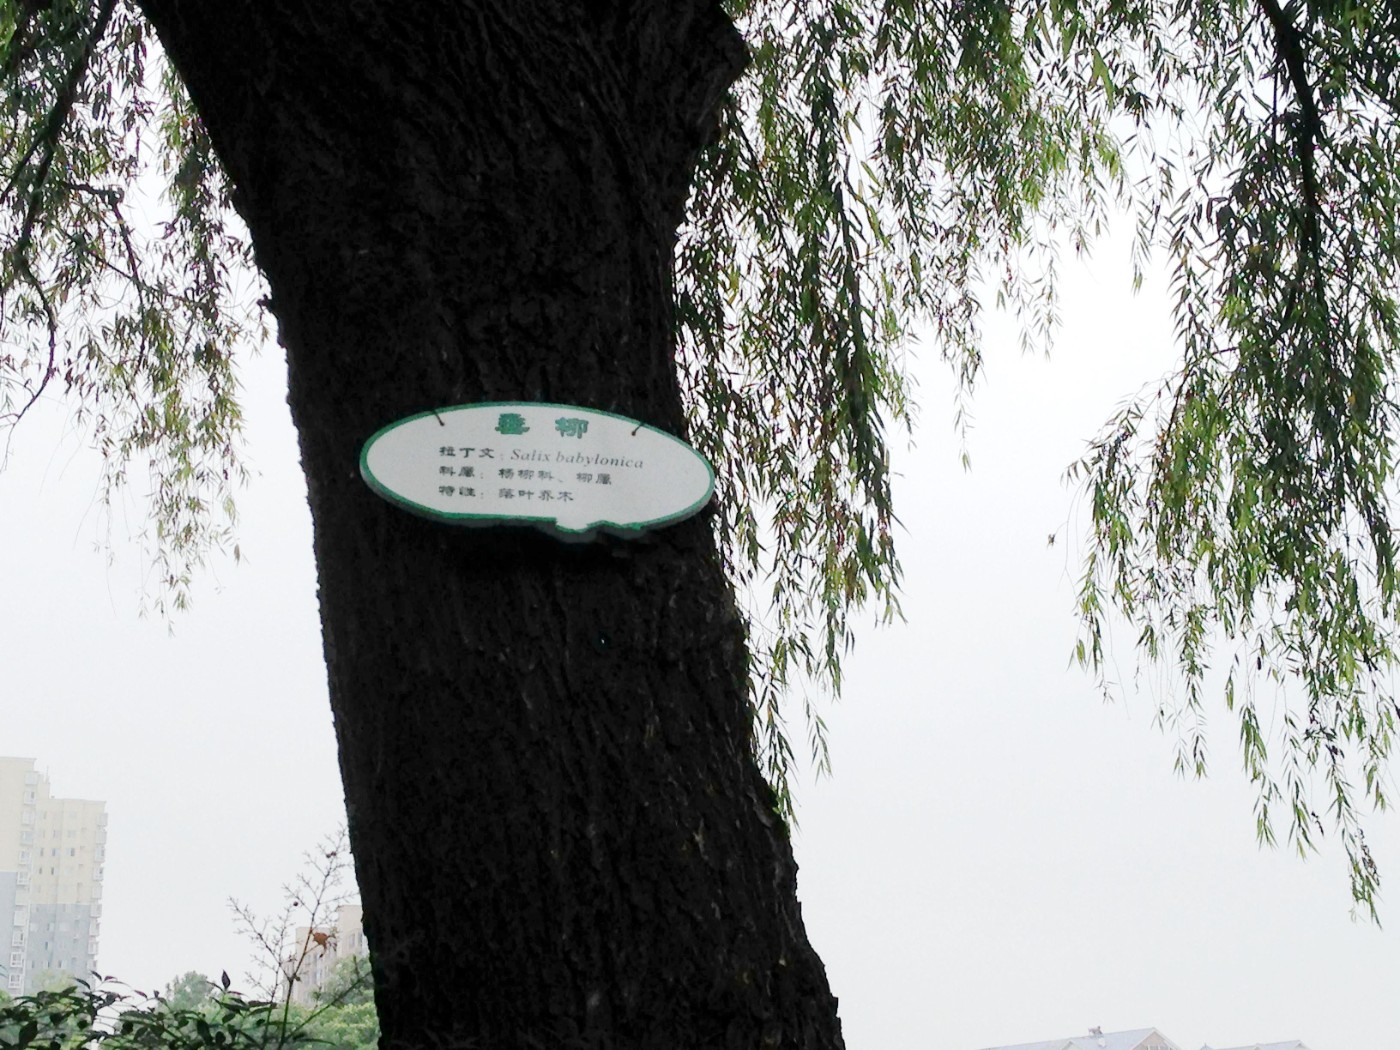 垂柳
拉丁文：Salix babylonica
科属：杨柳科、柳属
特性：落叶乔木